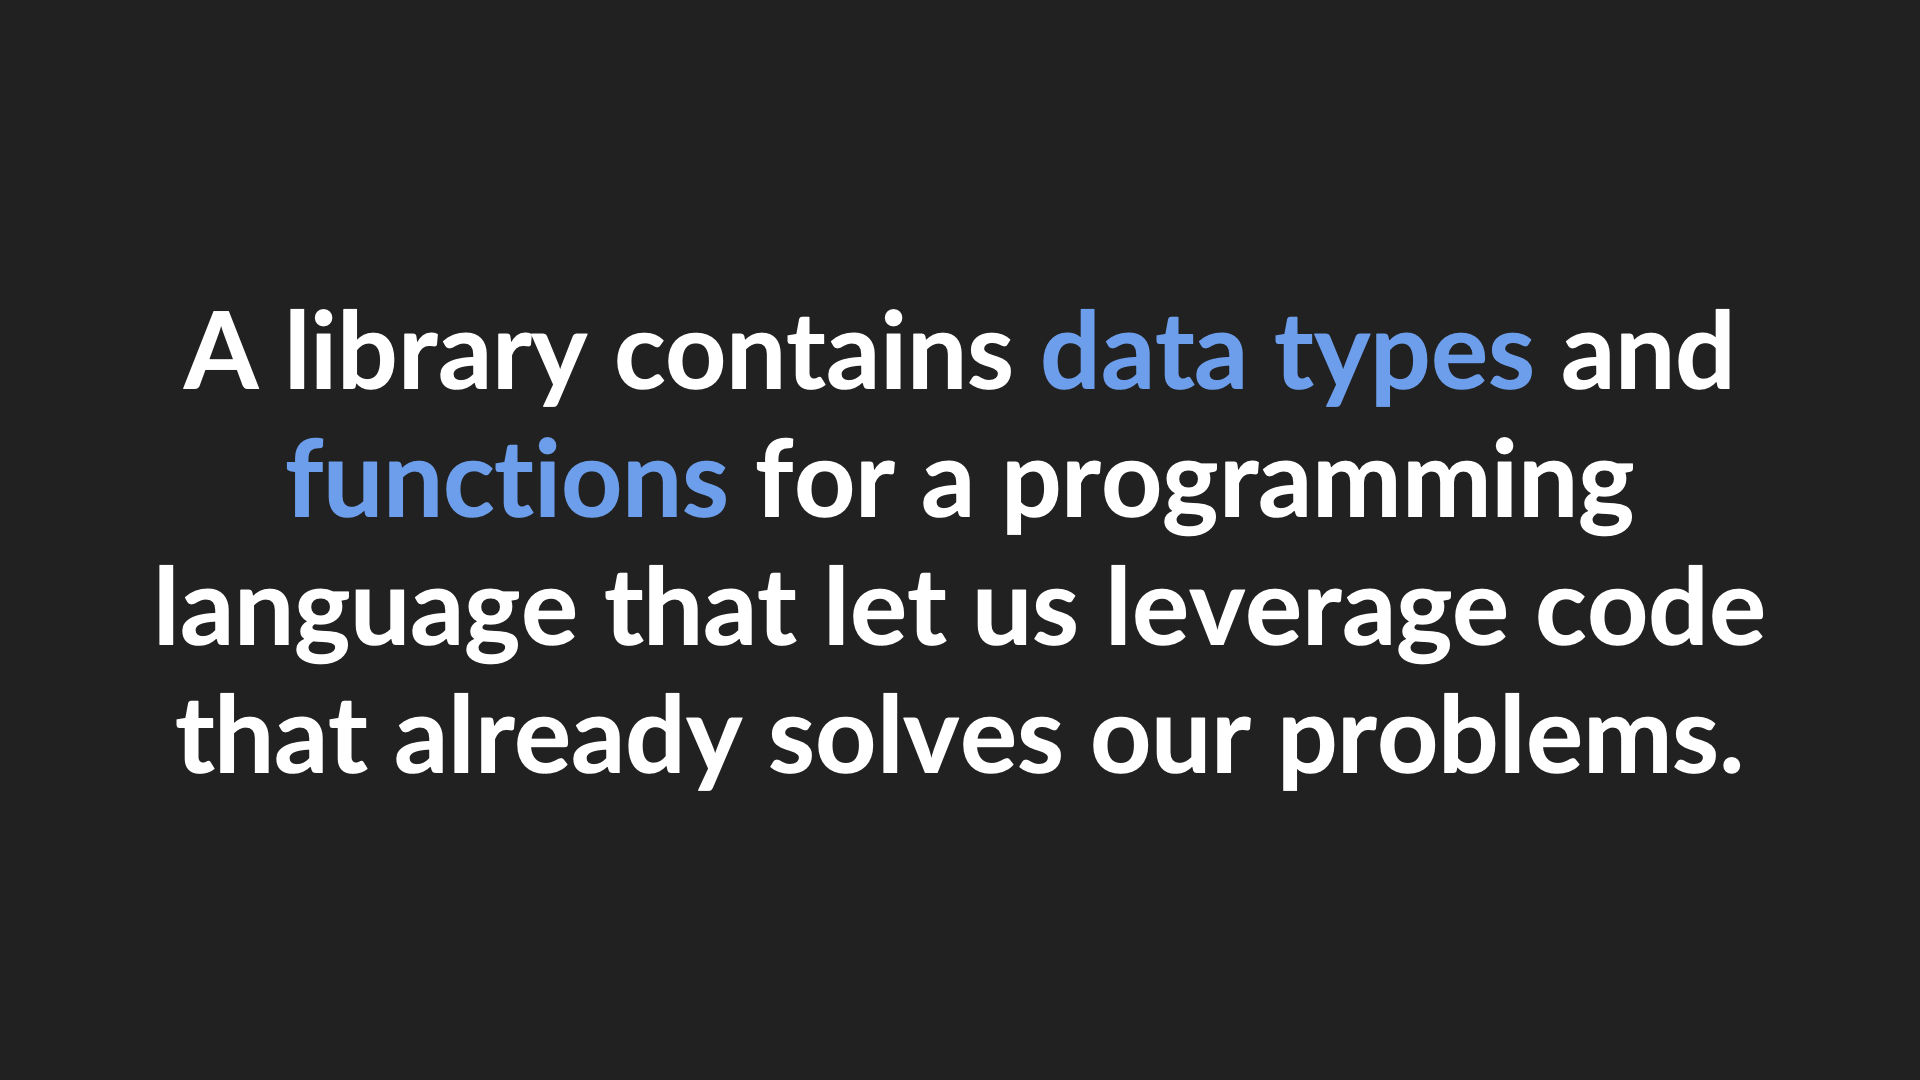 A library contains data types and
functions for a programming
language that let us leverage code
that already solves our problems.